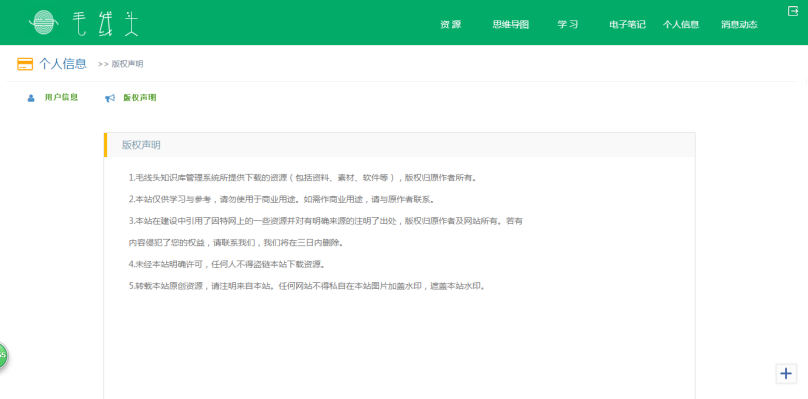 毛线头
资 源 思维导图 学 习 电子笔记 个人信息 消息动态
个人信息 >> 版权声明
用户信息 版权声明
版权声明
1.毛线头知识库管理系统所提供下载的资源（包括资料、素材、软件等），版权归原作者所有。
2.本站仅供学习与参考，请勿使用于商业用途。如需作商业用途，请与原作者联系。
3.本站在建设中引用了因特网上的一些资源并对有明确来源的注明了出处，版权归原作者及网站所有。若有
内容侵犯了您的权益，请联系我们，我们将在三日内删除。
4.未经本站明确许可，任何人不得盗链本站下载资源。
5.转载本站原创资源，请注明来自本站。任何网站不得私自在本站图片加盖水印，遮盖本站水印。